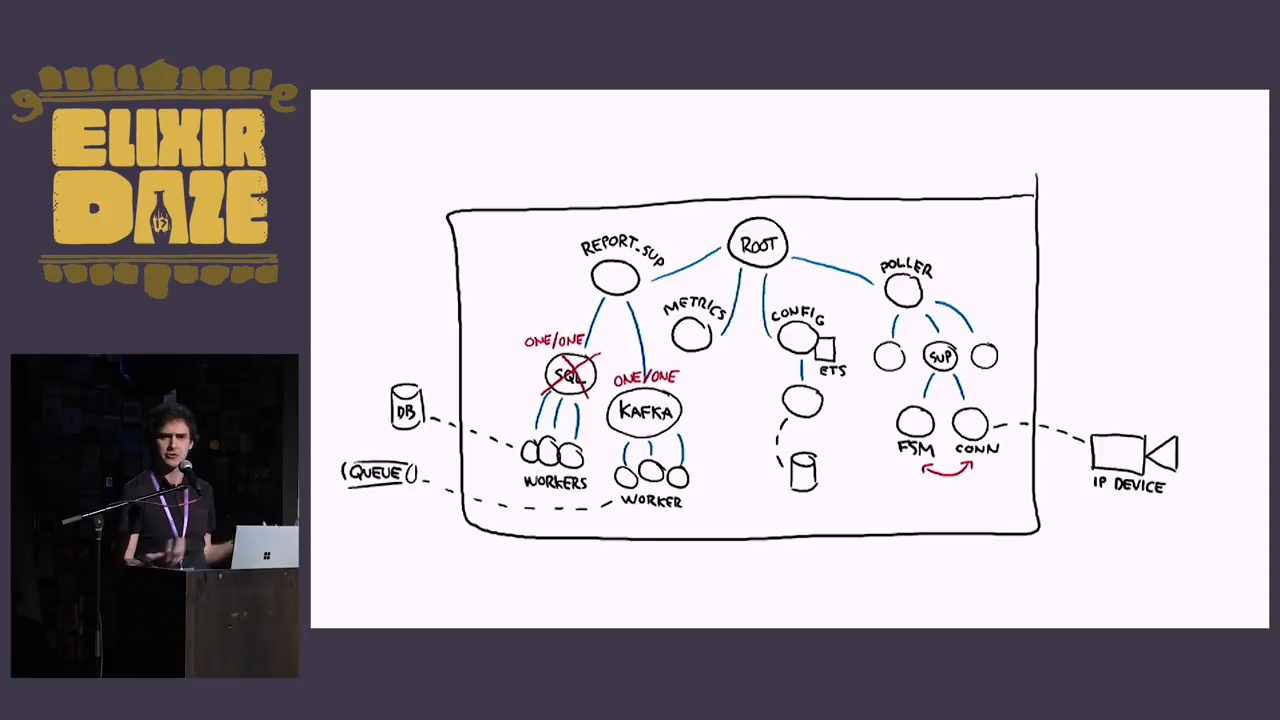 ELIXIR
DAZE
ROOT
REPORT_SUP
POLLER
METRICS
CONFIG
ETS
ONE/ONE
SQL
ONE/ONE
KAFKA
SUP
DB
QUEUE
WORKERS
WORKER
FSM
CONN
IP DEVICE